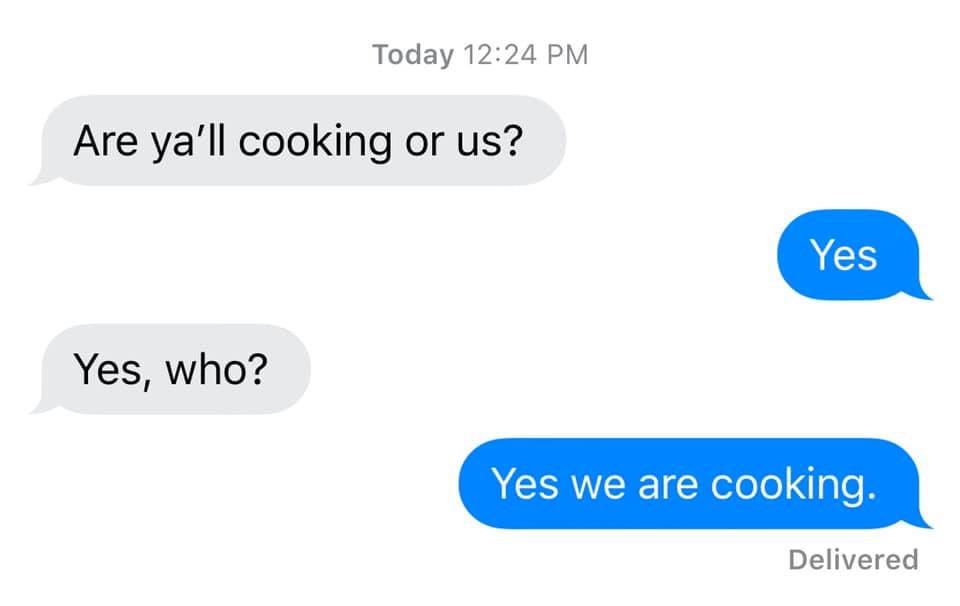 Today 12:24 PM
Are ya’ll cooking or us?
Yes
Yes, who?
Yes we are cooking.
Delivered